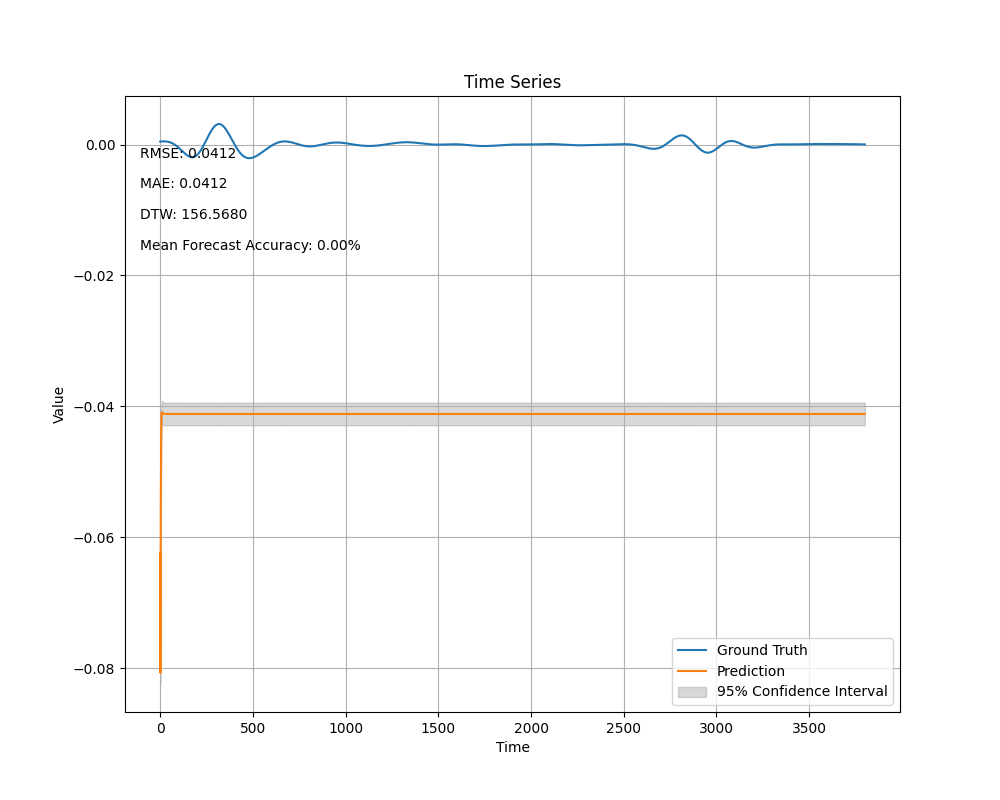 Time Series
RMSE: 0.0412
MAE: 0.0412
DTW: 156.5680
Mean Forecast Accuracy: 0.00%
0.00
−0.02
−0.04
−0.06
−0.08
Value
0 500 1000 1500 2000 2500 3000 3500
Time
Ground Truth
Prediction
95% Confidence Interval